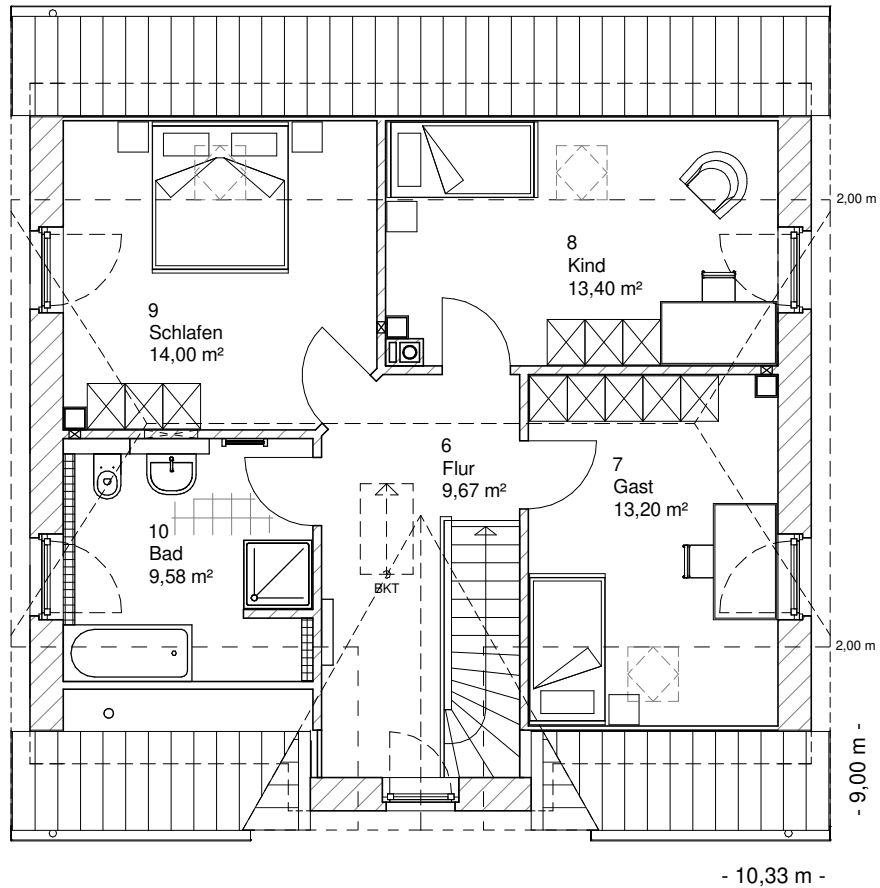 2,00 m
8
Kind
13,40 m²
9
Schlafen
14,00 m²
6
Flur
9,67 m²
7
Gast
13,20 m²
10
Bad
9,58 m²
BKT
2,00 m
- 9,00 m -
- 10,33 m -